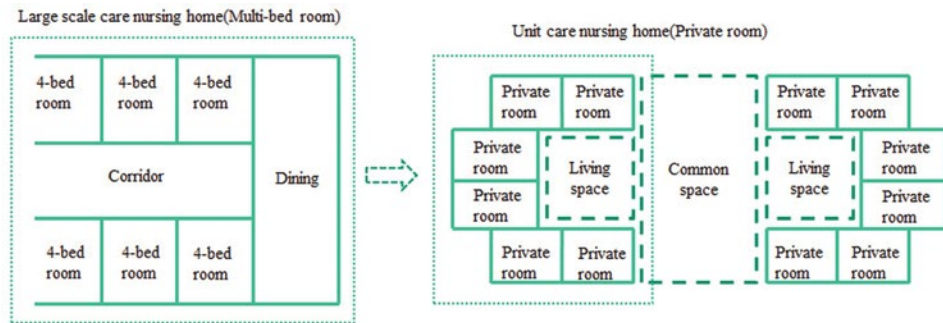 Large scale care nursing home(Multi-bed room)
Unit care nursing home(Private room)
4-bed
room
4-bed
room
4-bed
room
Corridor
Dining
4-bed
room
4-bed
room
4-bed
room
Private
room
Private
room
Private
room
Living
space
Private
room
Private
room
Private
room
Common
space
Private
room
Private
room
Living
space
Private
room
Private
room
Private
room
Private
room